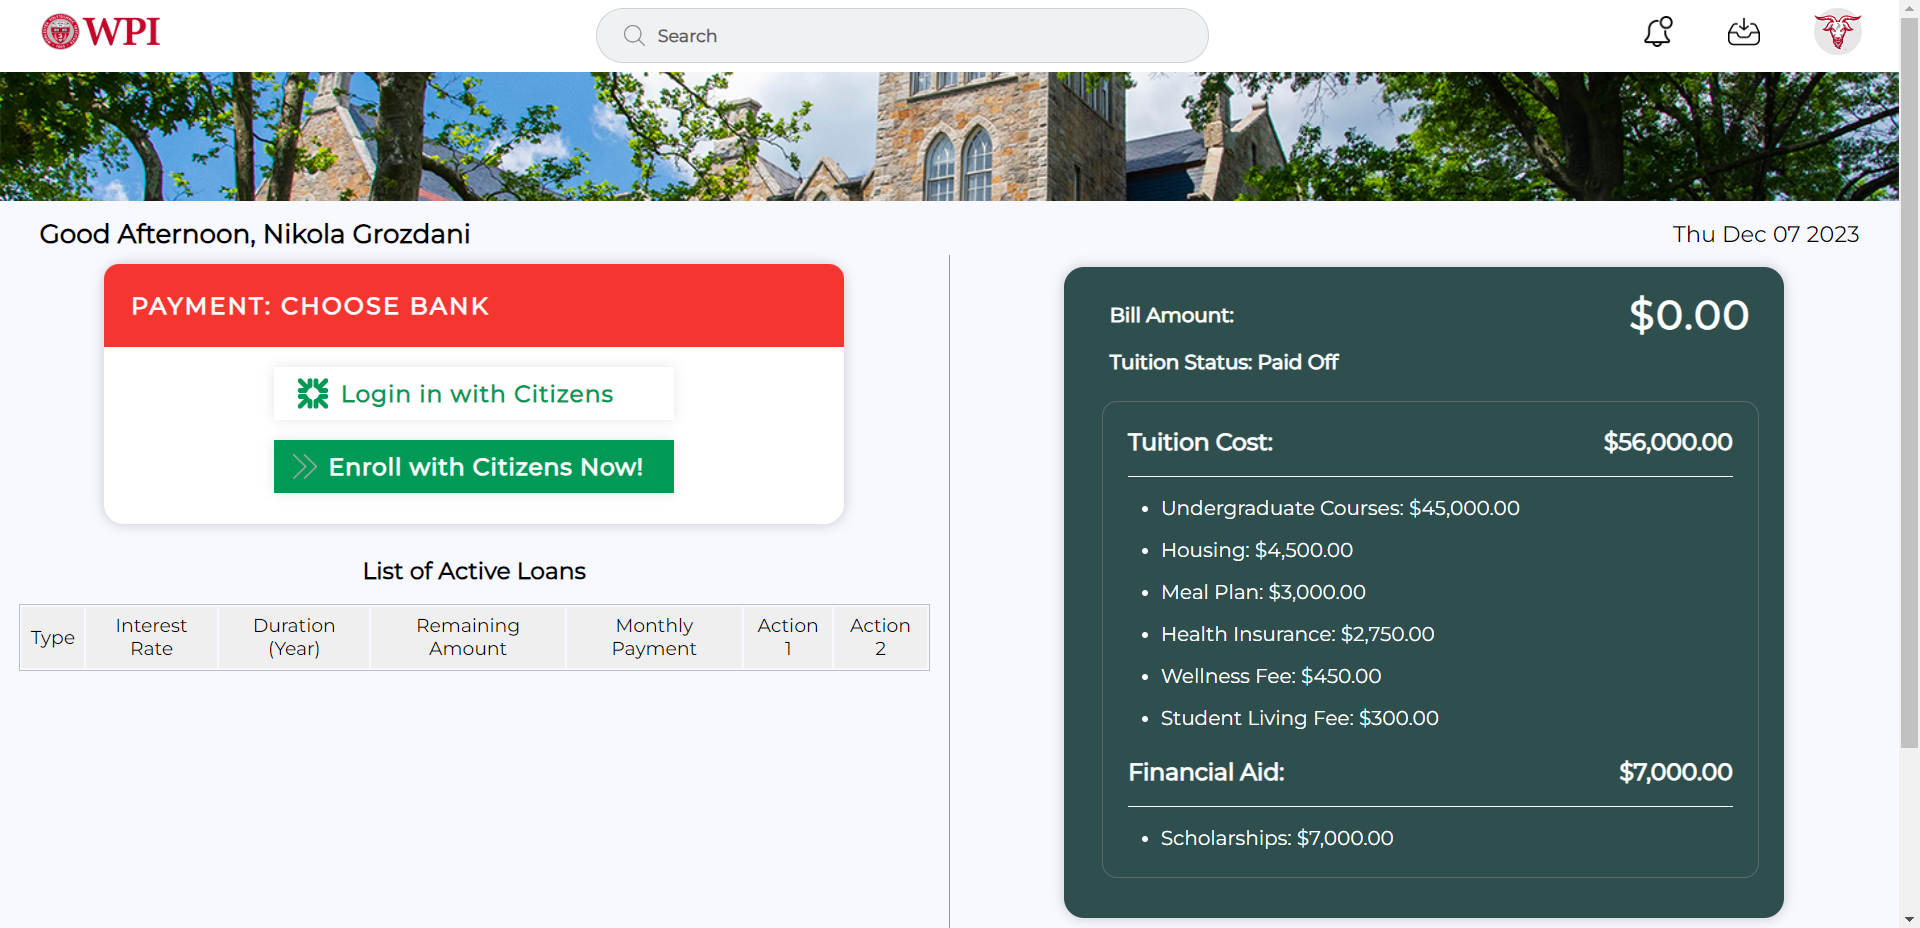 WPI
Search
Good Afternoon, Nikola Grozdani
Thu Dec 07 2023
PAYMENT: CHOOSE BANK
Login in with Citizens
Enroll with Citizens Now!
List of Active Loans
Type
Interest Rate
Duration (Year)
Remaining Amount
Monthly Payment
Action 1
Action 2
Bill Amount: $0.00
Tuition Status: Paid Off
Tuition Cost: $56,000.00
• Undergraduate Courses: $45,000.00
• Housing: $4,500.00
• Meal Plan: $3,000.00
• Health Insurance: $2,750.00
• Wellness Fee: $450.00
• Student Living Fee: $300.00
Financial Aid: $7,000.00
• Scholarships: $7,000.00